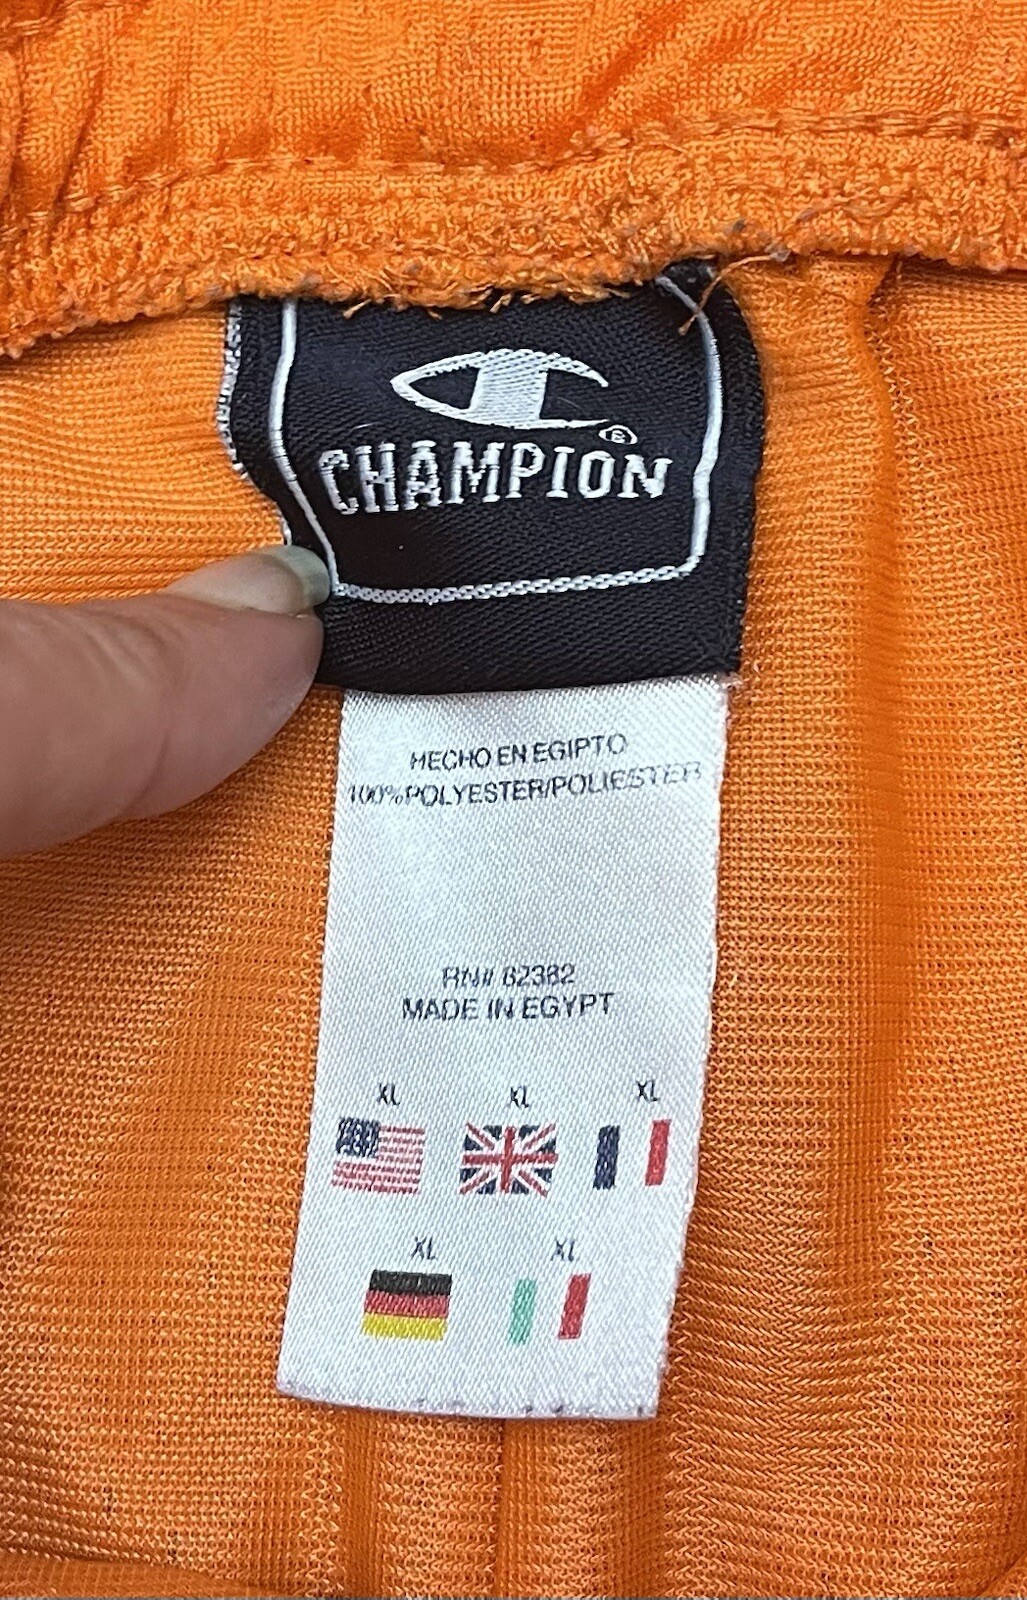 CHAMPION®
HECHO EN EGIPTO
100% POLYESTER/POLIESTER
RN# 62382
MADE IN EGYPT
XL XL XL
XL XL